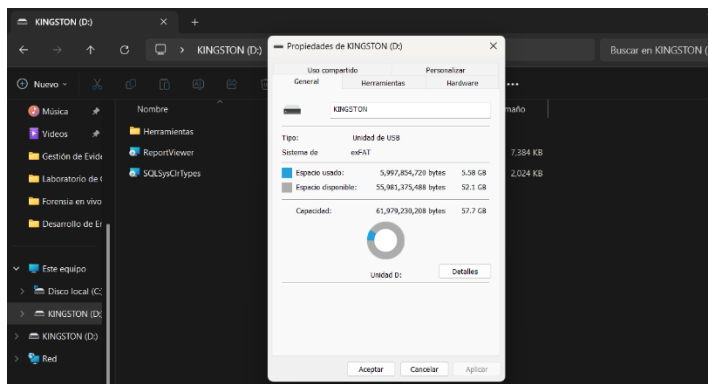 KINGSTON (D:)
KINGSTON (D:)
Buscar en KINGSTON (
Nuevo
Música
Videos
Gestión de Evide
Laboratorio de
Forensia en vivo
Desarrollo de
Este equipo
Disco local (C:
KINGSTON (D:
KINGSTON (D:)
Red
Nombre
Herramientas
ReportViewer
SQLSysClrTypes
maño
7,384 KB
2,024 KB
Propiedades de KINGSTON (D:)
Uso compartido Personalizar
General Herramientas Hardware
KINGSTON
Tipo: Unidad de USB
Sistema de exFAT
Espacio usado: 5,997,854,720 bytes 5.58 GB
Espacio disponible: 55,981,375,488 bytes 52.1 GB
Capacidad: 61,979,230,208 bytes 57.7 GB
Unidad D:
Detalles
Aceptar Cancelar Aplicar